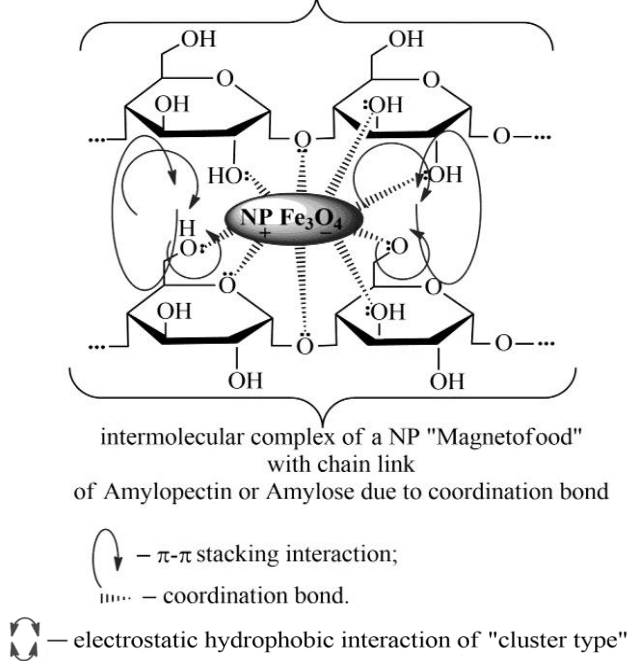 OH OH
O O
OH :OH
... O O ...
HO: :OH
NP Fe₃O₄
+ −
H
O: :O
O O
OH :OH
... O O ...
OH OH
intermolecular complex of a NP "Magnetofood"
with chain link
of Amylopectin or Amylose due to coordination bond
– π-π stacking interaction;
– coordination bond.
— electrostatic hydrophobic interaction of "cluster type"